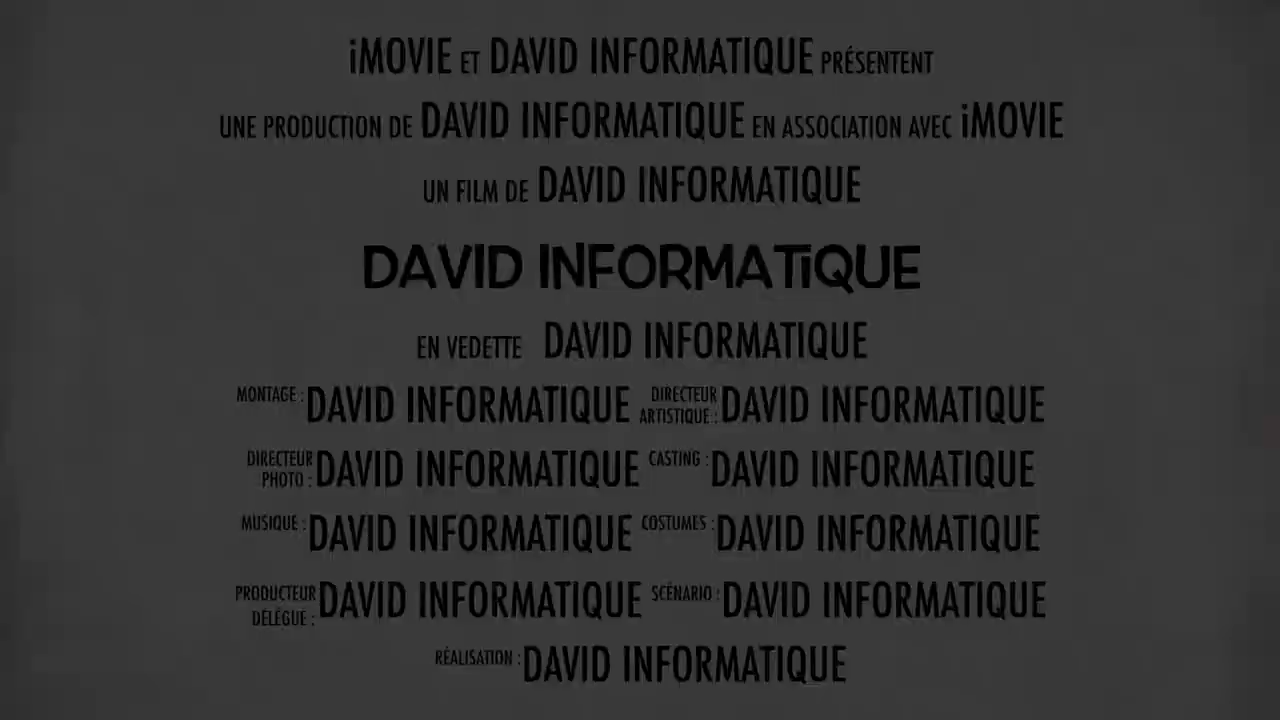 iMOVIE ET DAVID INFORMATIQUE PRÉSENTENT
UNE PRODUCTION DE DAVID INFORMATIQUE EN ASSOCIATION AVEC iMOVIE
UN FILM DE DAVID INFORMATIQUE
DAVID INFORMATiQUE
EN VEDETTE DAVID INFORMATIQUE
MONTAGE : DAVID INFORMATIQUE DIRECTEUR ARTISTIQUE : DAVID INFORMATIQUE
DIRECTEUR PHOTO : DAVID INFORMATIQUE CASTING : DAVID INFORMATIQUE
MUSIQUE : DAVID INFORMATIQUE COSTUMES : DAVID INFORMATIQUE
PRODUCTEUR DÉLÉGUE : DAVID INFORMATIQUE SCÉNARIO : DAVID INFORMATIQUE
RÉALISATION : DAVID INFORMATIQUE